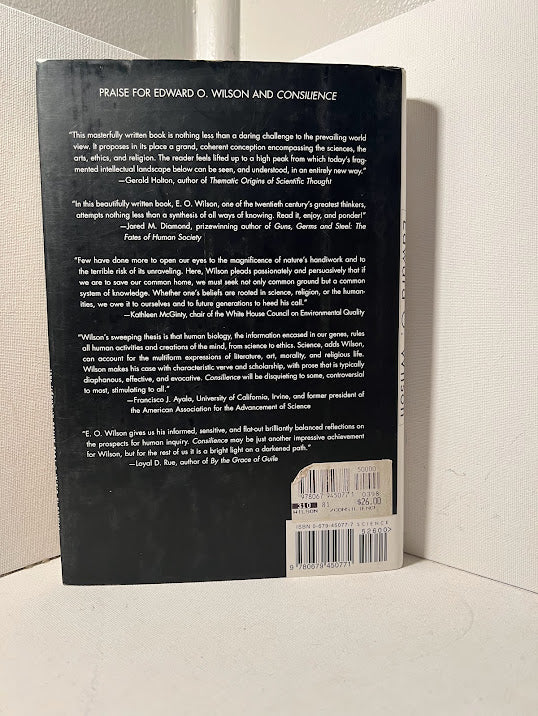 PRAISE FOR EDWARD O. WILSON AND CONSILIENCE
"This masterfully written book is nothing less than a daring challenge to the prevailing world
view. It proposes in its place a grand, coherent conception encompassing the sciences, the
arts, ethics, and religion. The reader feels lifted up to a high peak from which today's frag-
mented intellectual landscape below can be seen, and understood, in an entirely new way."
—Gerald Holton, author of Thematic Origins of Scientific Thought
"In this beautifully written book, E. O. Wilson, one of the twentieth century's greatest thinkers,
attempts nothing less than a synthesis of all ways of knowing. Read it, enjoy, and ponder!"
—Jared M. Diamond, prizewinning author of Guns, Germs and Steel: The
Fates of Human Society
"Few have done more to open our eyes to the magnificence of nature's handiwork and to
the terrible risk of its unraveling. Here, Wilson pleads passionately and persuasively that if
we are to save our common home, we must seek not only common ground but a common
system of knowledge. Whether one's beliefs are rooted in science, religion, or the human-
ities, we owe it to ourselves and to future generations to heed his call."
—Kathleen McGinty, chair of the White House Council on Environmental Quality
"Wilson's sweeping thesis is that human biology, the information encased in our genes, rules
all human activities and creations of the mind, from science to ethics. Science, adds Wilson,
can account for the multiform expressions of literature, art, morality, and religious life.
Wilson makes his case with characteristic verve and scholarship, with prose that is typically
diaphanous, effective, and evocative. Consilience will be disquieting to some, controversial
to most, stimulating to all."
—Francisco J. Ayala, University of California, Irvine, and former president of
the American Association for the Advancement of Science
"E. O. Wilson gives us his informed, sensitive, and flat-out brilliantly balanced reflections on
the prospects for human inquiry. Consilience may be just another impressive achievement
for Wilson, but for the rest of us it is a bright light on a darkened path."
—Loyal D. Rue, author of By the Grace of Guile
50000
978067 945077 1 0398
310 81 $26.00
WILSON /CONSILIENCE
ISBN 0-679-45077-7 SCIENCE
52600>
9 780679 450771